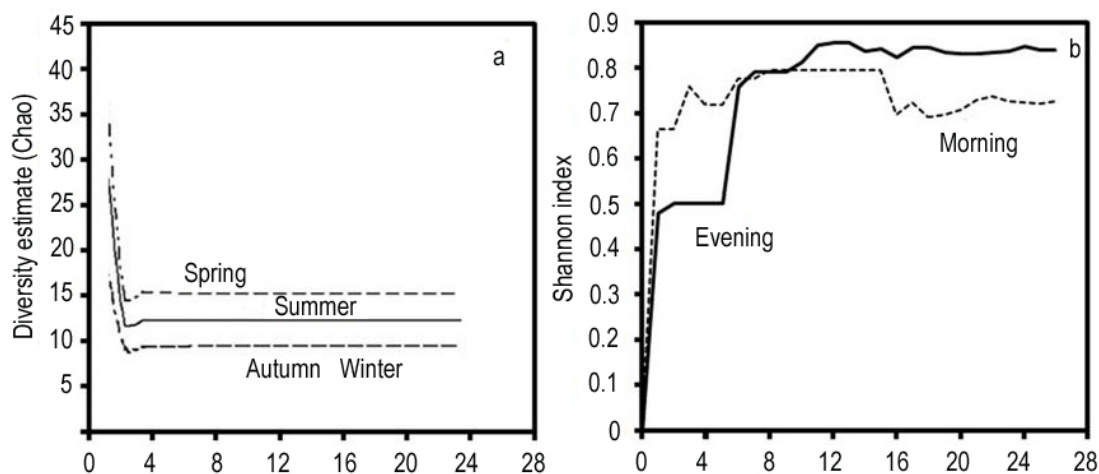 45
40
35
30
25
20
15
10
5
Diversity estimate (Chao)
a
Spring
Summer
Autumn Winter
0 4 8 12 16 20 24 28
0.9
0.8
0.7
0.6
0.5
0.4
0.3
0.2
0.1
0
Shannon index
b
Morning
Evening
0 4 8 12 16 20 24 28